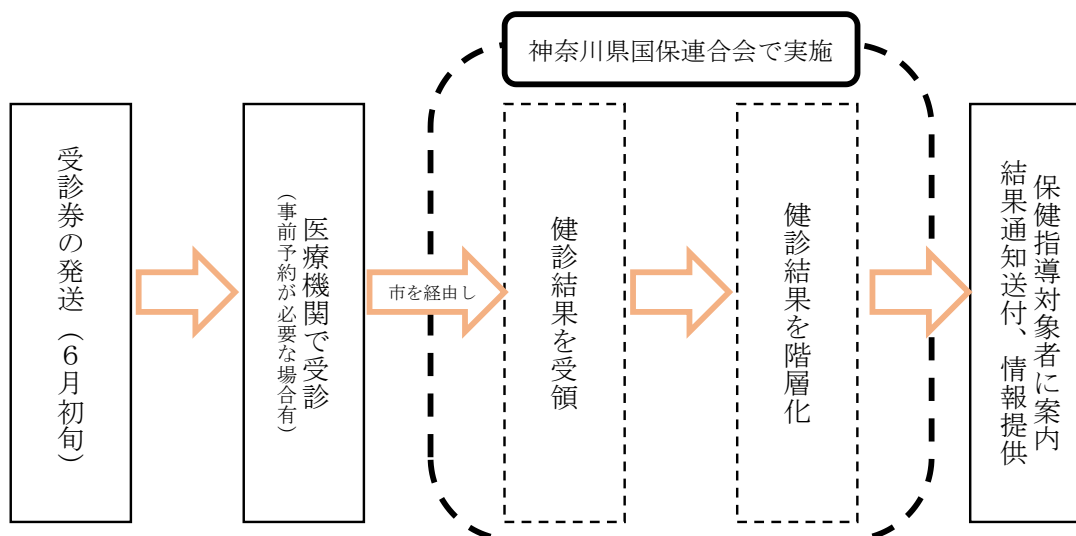 神奈川県国保連合会で実施
受診券の発送（６月初旬）
医療機関で受診
（事前予約が必要な場合有）
市を経由し
健診結果を受領
健診結果を階層化
保健指導対象者に案内
結果通知送付、情報提供